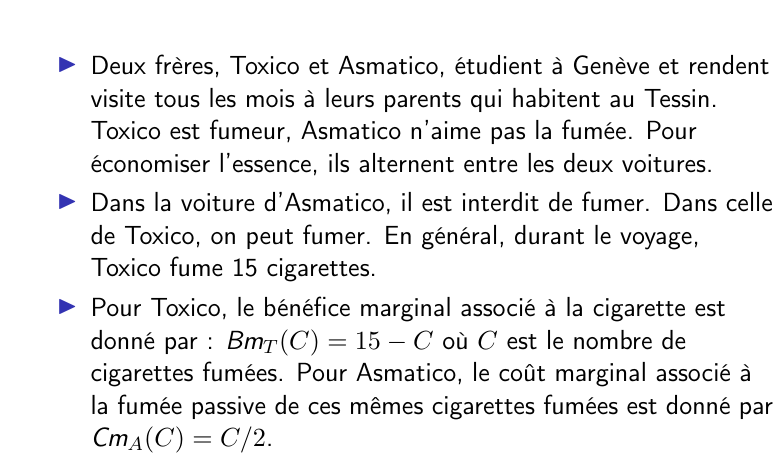 ▶ Deux frères, Toxico et Asmatico, étudient à Genève et rendent
visite tous les mois à leurs parents qui habitent au Tessin.
Toxico est fumeur, Asmatico n'aime pas la fumée. Pour
économiser l'essence, ils alternent entre les deux voitures.
▶ Dans la voiture d'Asmatico, il est interdit de fumer. Dans celle
de Toxico, on peut fumer. En général, durant le voyage,
Toxico fume 15 cigarettes.
▶ Pour Toxico, le bénéfice marginal associé à la cigarette est
donné par : Bm_T(C) = 15 − C où C est le nombre de
cigarettes fumées. Pour Asmatico, le coût marginal associé à
la fumée passive de ces mêmes cigarettes fumées est donné par
Cm_A(C) = C/2.